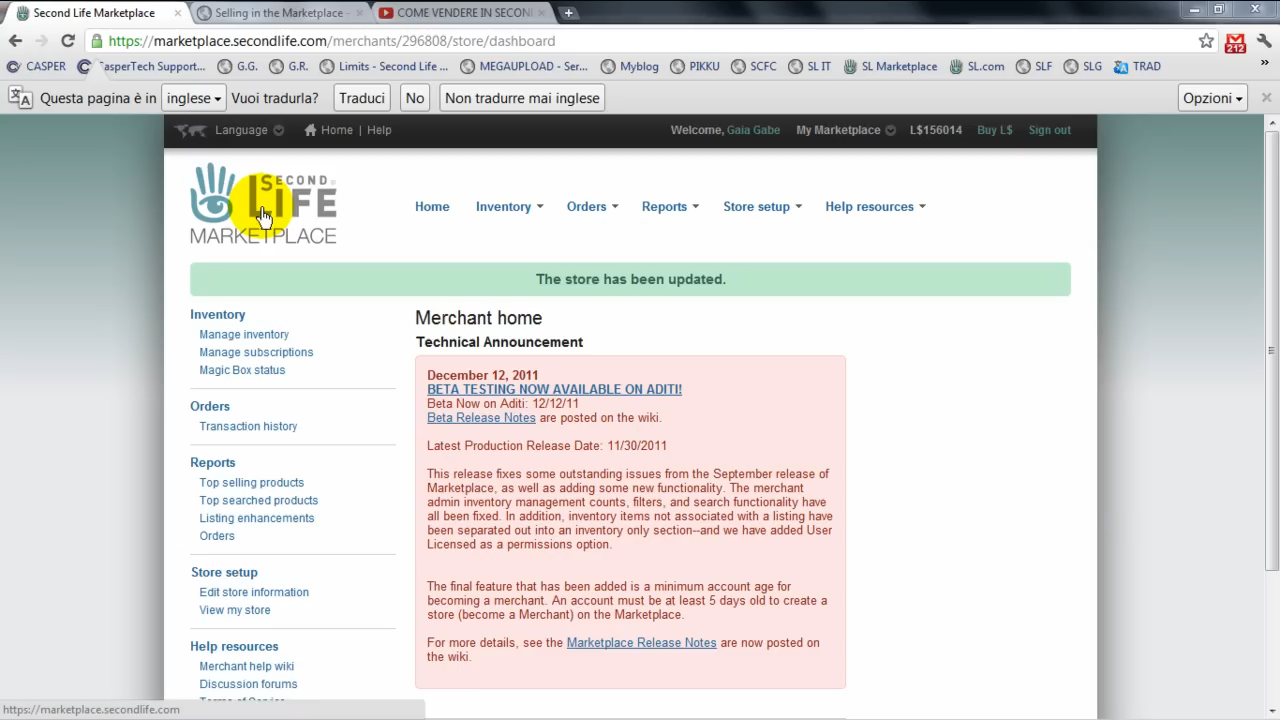 Second Life Marketplace
Selling in the Marketplace -
COME VENDERE IN SECON
https://marketplace.secondlife.com/merchants/296808/store/dashboard
212
CASPER
CasperTech Support...
G.G.
G.R.
Limits - Second Life ...
MEGAUPLOAD - Ser...
Myblog
PIKKU
SCFC
SL IT
SL Marketplace
SL.com
SLF
SLG
TRAD
Questa pagina è in inglese Vuoi tradurla? Traduci No Non tradurre mai inglese Opzioni
Language Home | Help Welcome, Gaia Gabe My Marketplace L$156014 Buy L$ Sign out
SECOND
LIFE
MARKETPLACE
Home Inventory Orders Reports Store setup Help resources
The store has been updated.
Inventory
Manage inventory
Manage subscriptions
Magic Box status
Orders
Transaction history
Reports
Top selling products
Top searched products
Listing enhancements
Orders
Store setup
Edit store information
View my store
Help resources
Merchant help wiki
Discussion forums
Terms of Service
Merchant home
Technical Announcement
December 12, 2011
BETA TESTING NOW AVAILABLE ON ADITI!
Beta Now on Aditi: 12/12/11
Beta Release Notes are posted on the wiki.
Latest Production Release Date: 11/30/2011
This release fixes some outstanding issues from the September release of
Marketplace, as well as adding some new functionality. The merchant
admin inventory management counts, filters, and search functionality have
all been fixed. In addition, inventory items not associated with a listing have
been separated out into an inventory only section--and we have added User
Licensed as a permissions option.
The final feature that has been added is a minimum account age for
becoming a merchant. An account must be at least 5 days old to create a
store (become a Merchant) on the Marketplace.
For more details, see the Marketplace Release Notes are now posted on
the wiki.
https://marketplace.secondlife.com